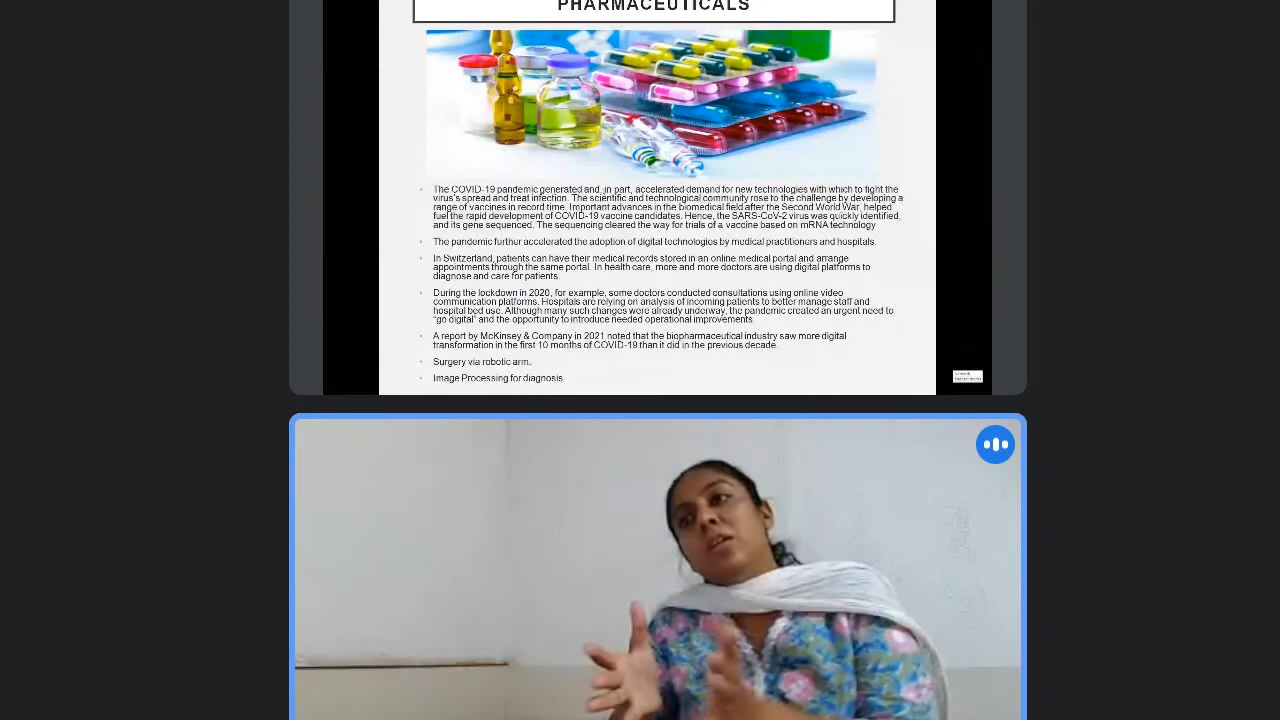 PHARMACEUTICALS
The COVID-19 pandemic generated and, in part, accelerated demand for new technologies with which to fight the
virus's spread and treat infection. The scientific and technological community rose to the challenge by developing a
range of vaccines in record time. Important advances in the biomedical field after the Second World War, helped
fuel the rapid development of COVID-19 vaccine candidates. Hence, the SARS-CoV-2 virus was quickly identified,
and its gene sequenced. The sequencing cleared the way for trials of a vaccine based on mRNA technology
The pandemic further accelerated the adoption of digital technologies by medical practitioners and hospitals.
In Switzerland, patients can have their medical records stored in an online medical portal and arrange
appointments through the same portal. In health care, more and more doctors are using digital platforms to
diagnose and care for patients.
During the lockdown in 2020, for example, some doctors conducted consultations using online video
communication platforms. Hospitals are relying on analysis of incoming patients to better manage staff and
hospital bed use. Although many such changes were already underway, the pandemic created an urgent need to
"go digital" and the opportunity to introduce needed operational improvements.
A report by McKinsey & Company in 2021 noted that the biopharmaceutical industry saw more digital
transformation in the first 10 months of COVID-19 than it did in the previous decade.
Surgery via robotic arm.
Image Processing for diagnosis.